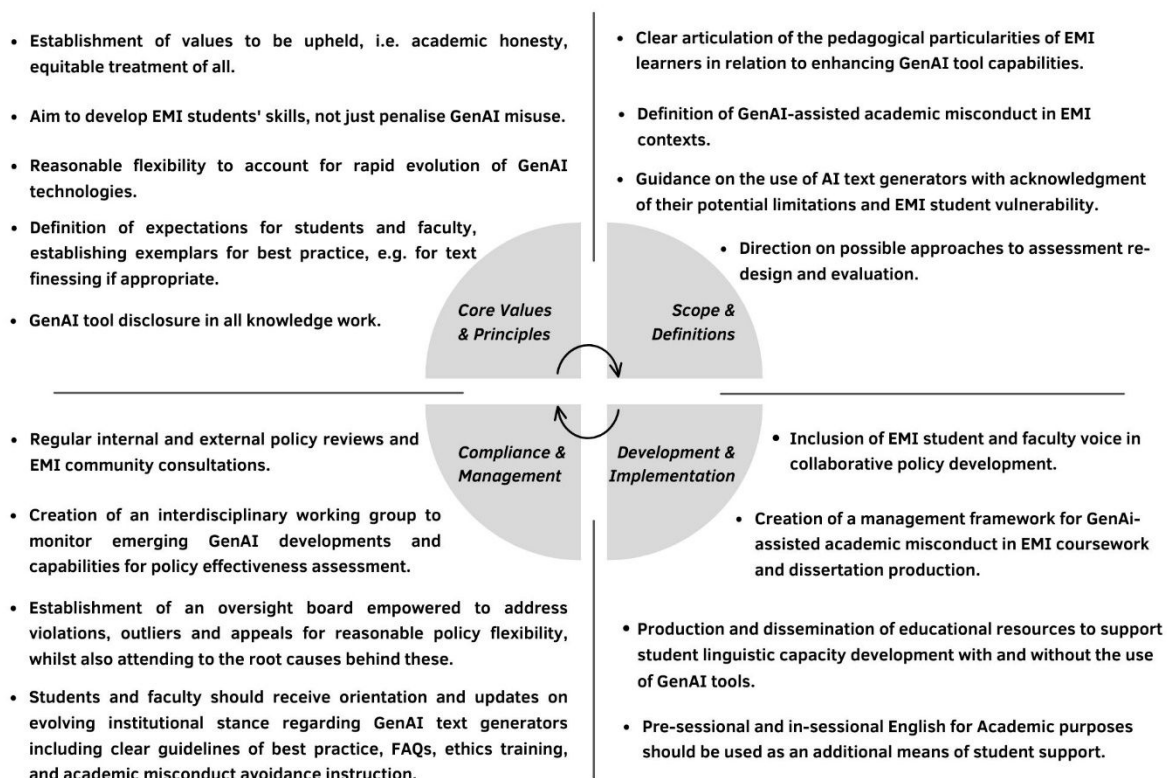 • Establishment of values to be upheld, i.e. academic honesty,
equitable treatment of all.
• Aim to develop EMI students' skills, not just penalise GenAI misuse.
• Reasonable flexibility to account for rapid evolution of GenAI
technologies.
• Definition of expectations for students and faculty,
establishing exemplars for best practice, e.g. for text
finessing if appropriate.
• GenAI tool disclosure in all knowledge work.
Core Values
& Principles
• Clear articulation of the pedagogical particularities of EMI
learners in relation to enhancing GenAI tool capabilities.
• Definition of GenAI-assisted academic misconduct in EMI
contexts.
• Guidance on the use of AI text generators with acknowledgment
of their potential limitations and EMI student vulnerability.
• Direction on possible approaches to assessment re-
design and evaluation.
Scope &
Definitions
• Regular internal and external policy reviews and
EMI community consultations.
• Creation of an interdisciplinary working group to
monitor emerging GenAI developments and
capabilities for policy effectiveness assessment.
• Establishment of an oversight board empowered to address
violations, outliers and appeals for reasonable policy flexibility,
whilst also attending to the root causes behind these.
• Students and faculty should receive orientation and updates on
evolving institutional stance regarding GenAI text generators
including clear guidelines of best practice, FAQs, ethics training,
and academic misconduct avoidance instruction.
Compliance &
Management
Development &
Implementation
• Inclusion of EMI student and faculty voice in
collaborative policy development.
• Creation of a management framework for GenAi-
assisted academic misconduct in EMI coursework
and dissertation production.
• Production and dissemination of educational resources to support
student linguistic capacity development with and without the use
of GenAI tools.
• Pre-sessional and in-sessional English for Academic purposes
should be used as an additional means of student support.